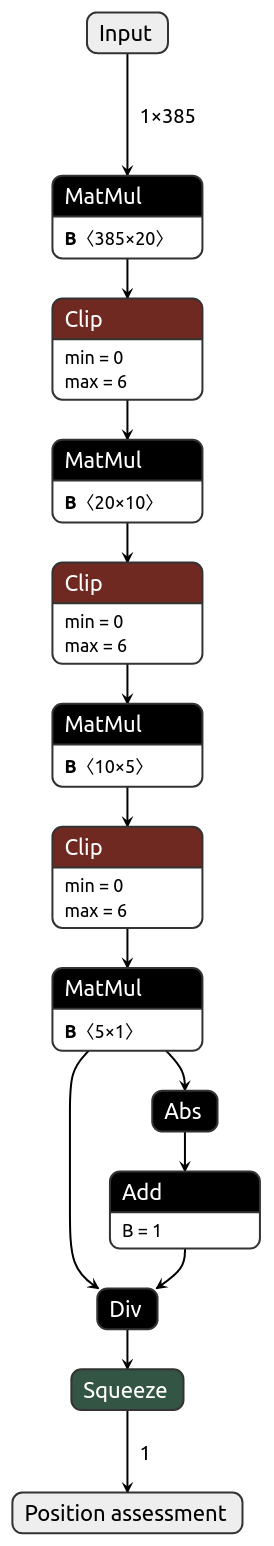 Input
1×385
MatMul
B 〈385×20〉
Clip
min = 0
max = 6
MatMul
B 〈20×10〉
Clip
min = 0
max = 6
MatMul
B 〈10×5〉
Clip
min = 0
max = 6
MatMul
B 〈5×1〉
Abs
Add
B = 1
Div
Squeeze
1
Position assessment